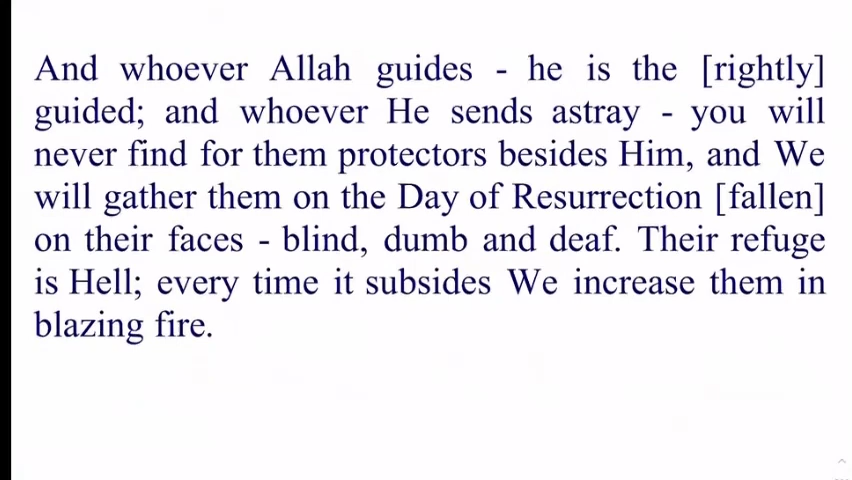 And whoever Allah guides - he is the [rightly]
guided; and whoever He sends astray - you will
never find for them protectors besides Him, and We
will gather them on the Day of Resurrection [fallen]
on their faces - blind, dumb and deaf. Their refuge
is Hell; every time it subsides We increase them in
blazing fire.